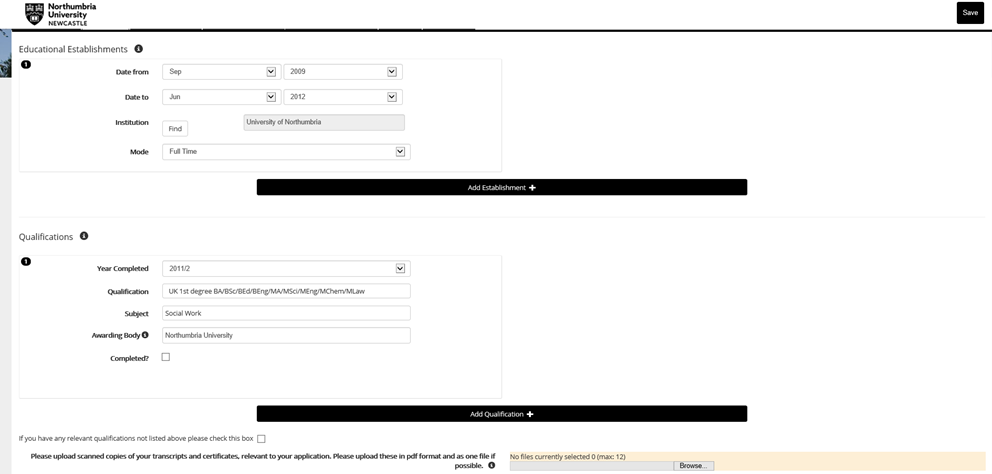 Northumbria
University
NEWCASTLE
Save
Educational Establishments i
1
Date from Sep 2009
Date to Jun 2012
Institution Find University of Northumbria
Mode Full Time
Add Establishment +
Qualifications i
1
Year Completed 2011/2
Qualification UK 1st degree BA/BSc/BEd/BEng/MA/MSci/MEng/MChem/MLaw
Subject Social Work
Awarding Body i Northumbria University
Completed?
Add Qualification +
If you have any relevant qualifications not listed above please check this box
Please upload scanned copies of your transcripts and certificates, relevant to your application. Please upload these in pdf format and as one file if
possible. i
No files currently selected 0 (max: 12)
Browse...